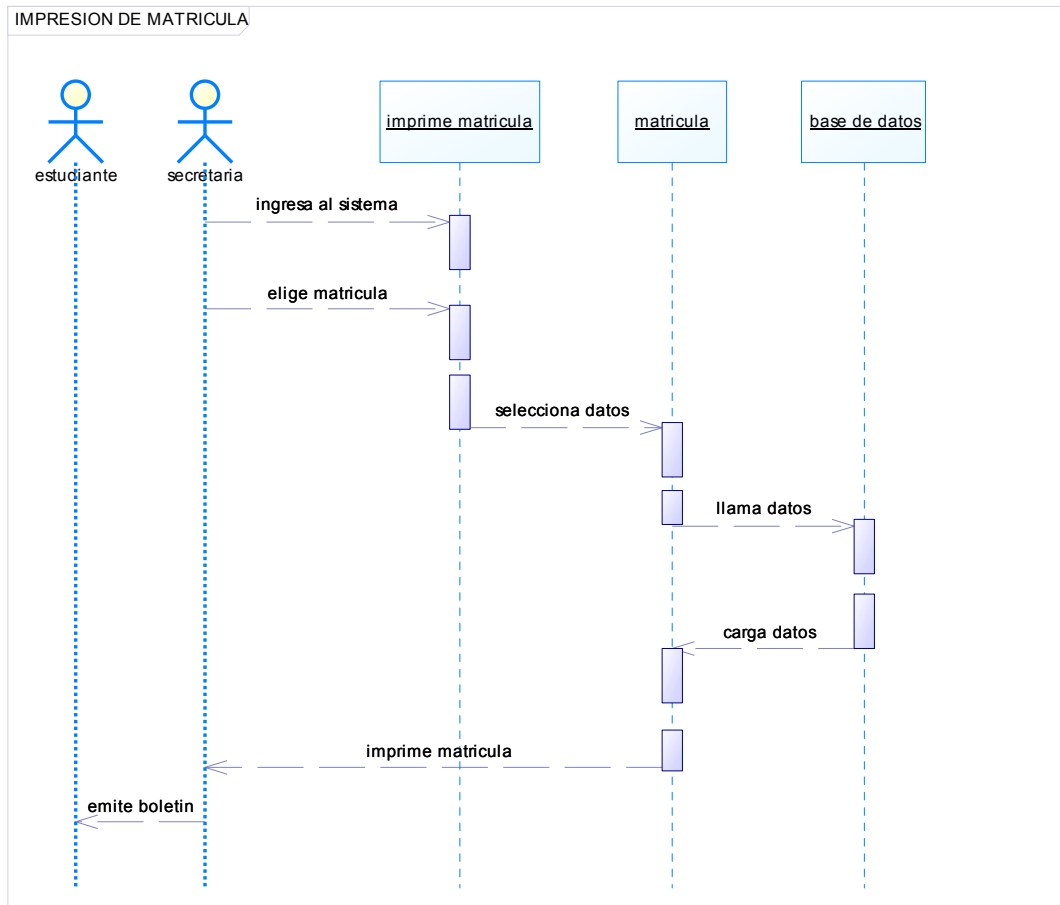 IMPRESION DE MATRICULA
estudiante
secretaria
imprime matricula
matricula
base de datos
ingresa al sistema
elige matricula
selecciona datos
llama datos
carga datos
imprime matricula
emite boletin